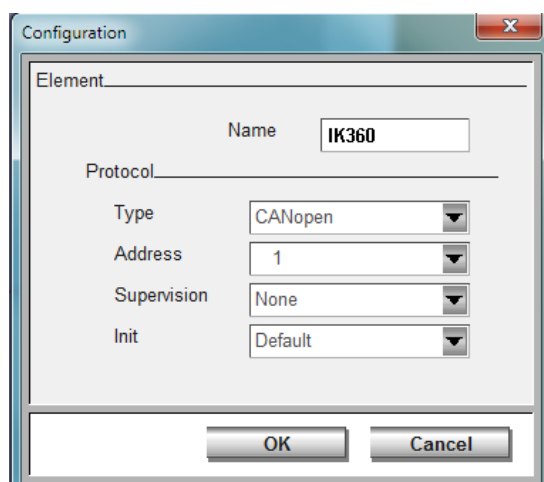 Configuration
Element
Name IK360
Protocol
Type CANopen
Address 1
Supervision None
Init Default
OK Cancel